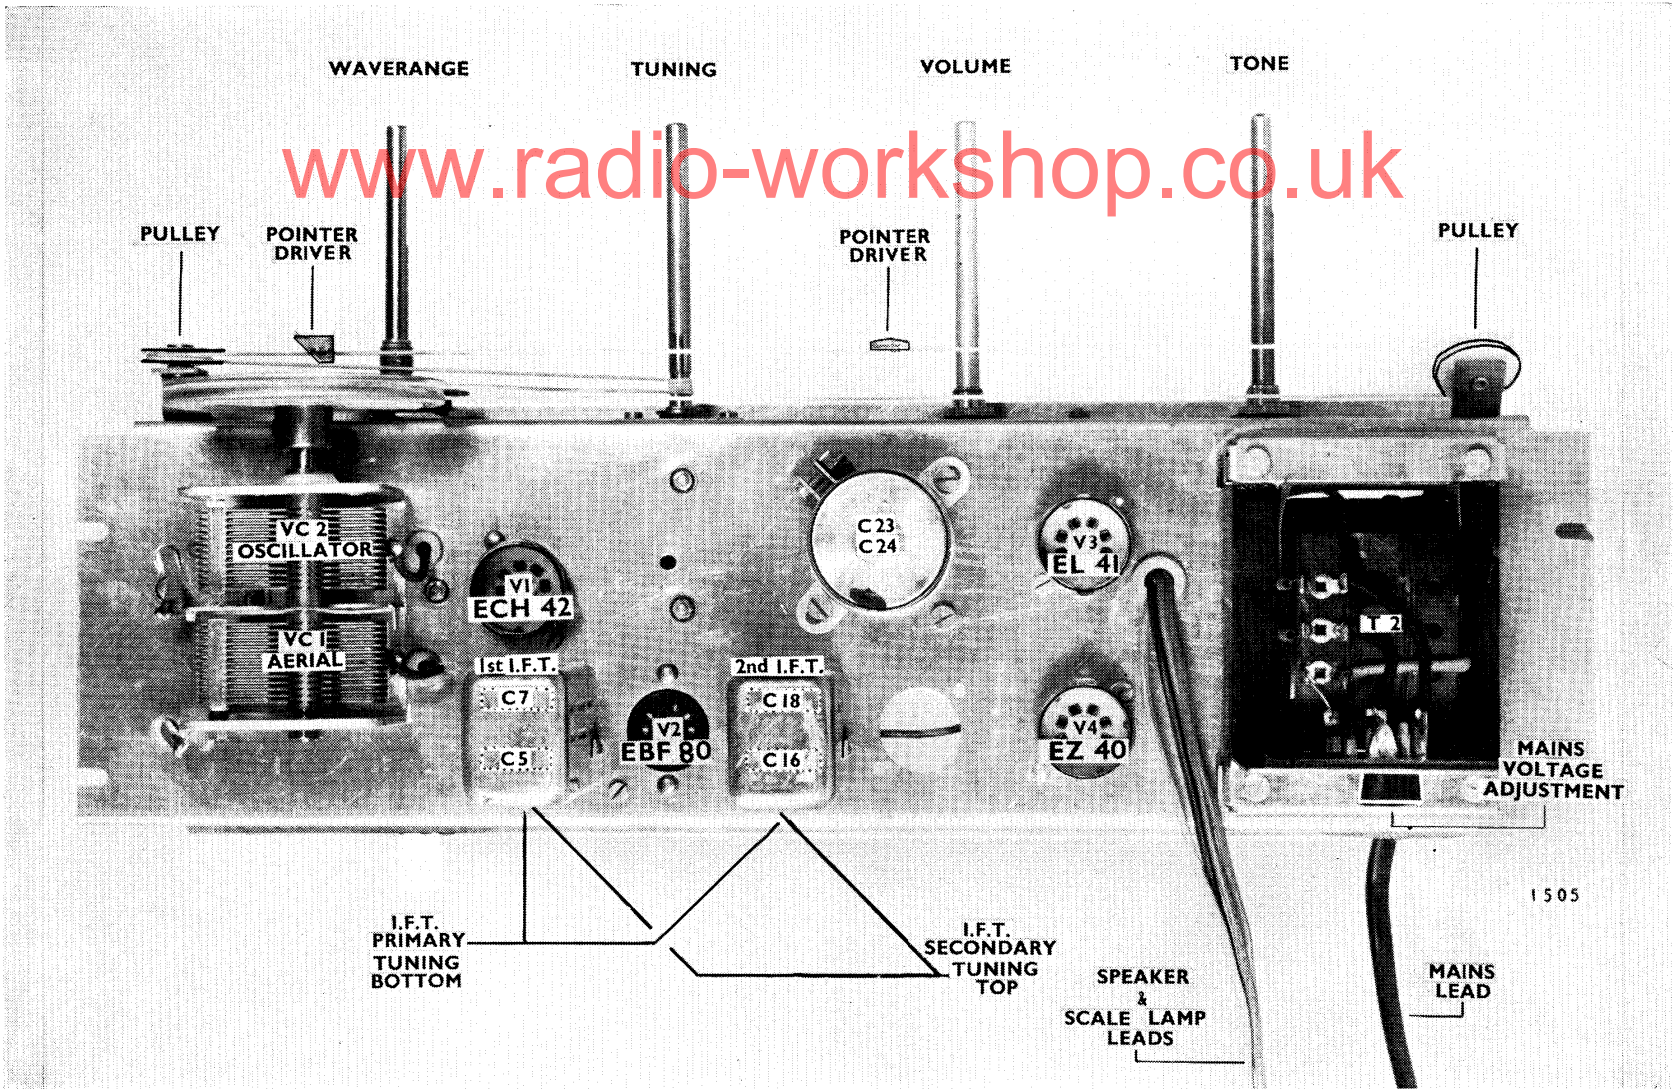 WAVERANGE
TUNING
VOLUME
TONE
www.radio-workshop.co.uk
PULLEY
POINTER
DRIVER
POINTER
DRIVER
PULLEY
VC 2
OSCILLATOR
VC 1
AERIAL
V1
ECH 42
C 23
C 24
V3
EL 41
T 2
1st I.F.T.
C 7
C 5
V2
EBF 80
2nd I.F.T.
C 18
C 16
V4
EZ 40
MAINS
VOLTAGE
ADJUSTMENT
1505
I.F.T.
PRIMARY
TUNING
BOTTOM
I.F.T.
SECONDARY
TUNING
TOP
SPEAKER
&
SCALE LAMP
LEADS
MAINS
LEAD